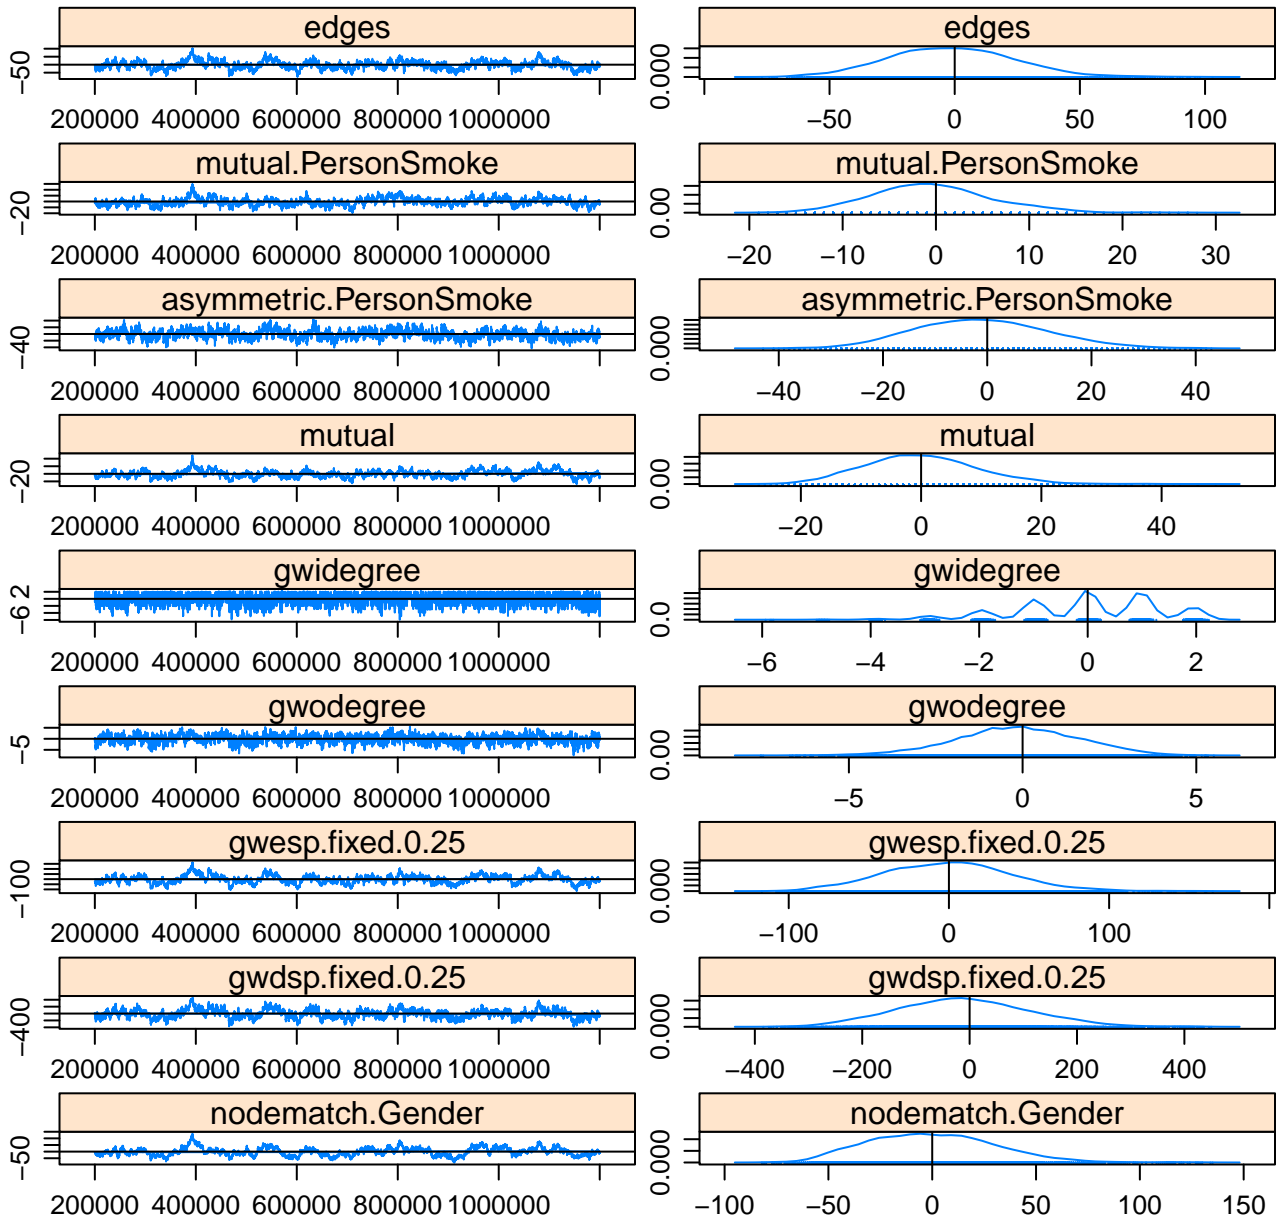 edges edges
−50 0.000
200000 400000 600000 800000 1000000 −50 0 50 100
mutual.PersonSmoke mutual.PersonSmoke
−20 0.00
200000 400000 600000 800000 1000000 −20 −10 0 10 20 30
asymmetric.PersonSmoke asymmetric.PersonSmoke
−40 0.000
200000 400000 600000 800000 1000000 −40 −20 0 20 40
mutual mutual
−20 0.00
200000 400000 600000 800000 1000000 −20 0 20 40
gwidegree gwidegree
−6 2 0.0
200000 400000 600000 800000 1000000 −6 −4 −2 0 2
gwodegree gwodegree
−5 0.00
200000 400000 600000 800000 1000000 −5 0 5
gwesp.fixed.0.25 gwesp.fixed.0.25
−100 0.000
200000 400000 600000 800000 1000000 −100 0 100
gwdsp.fixed.0.25 gwdsp.fixed.0.25
−400 0.000
200000 400000 600000 800000 1000000 −400 −200 0 200 400
nodematch.Gender nodematch.Gender
−50 0.000
200000 400000 600000 800000 1000000 −100 −50 0 50 100 150